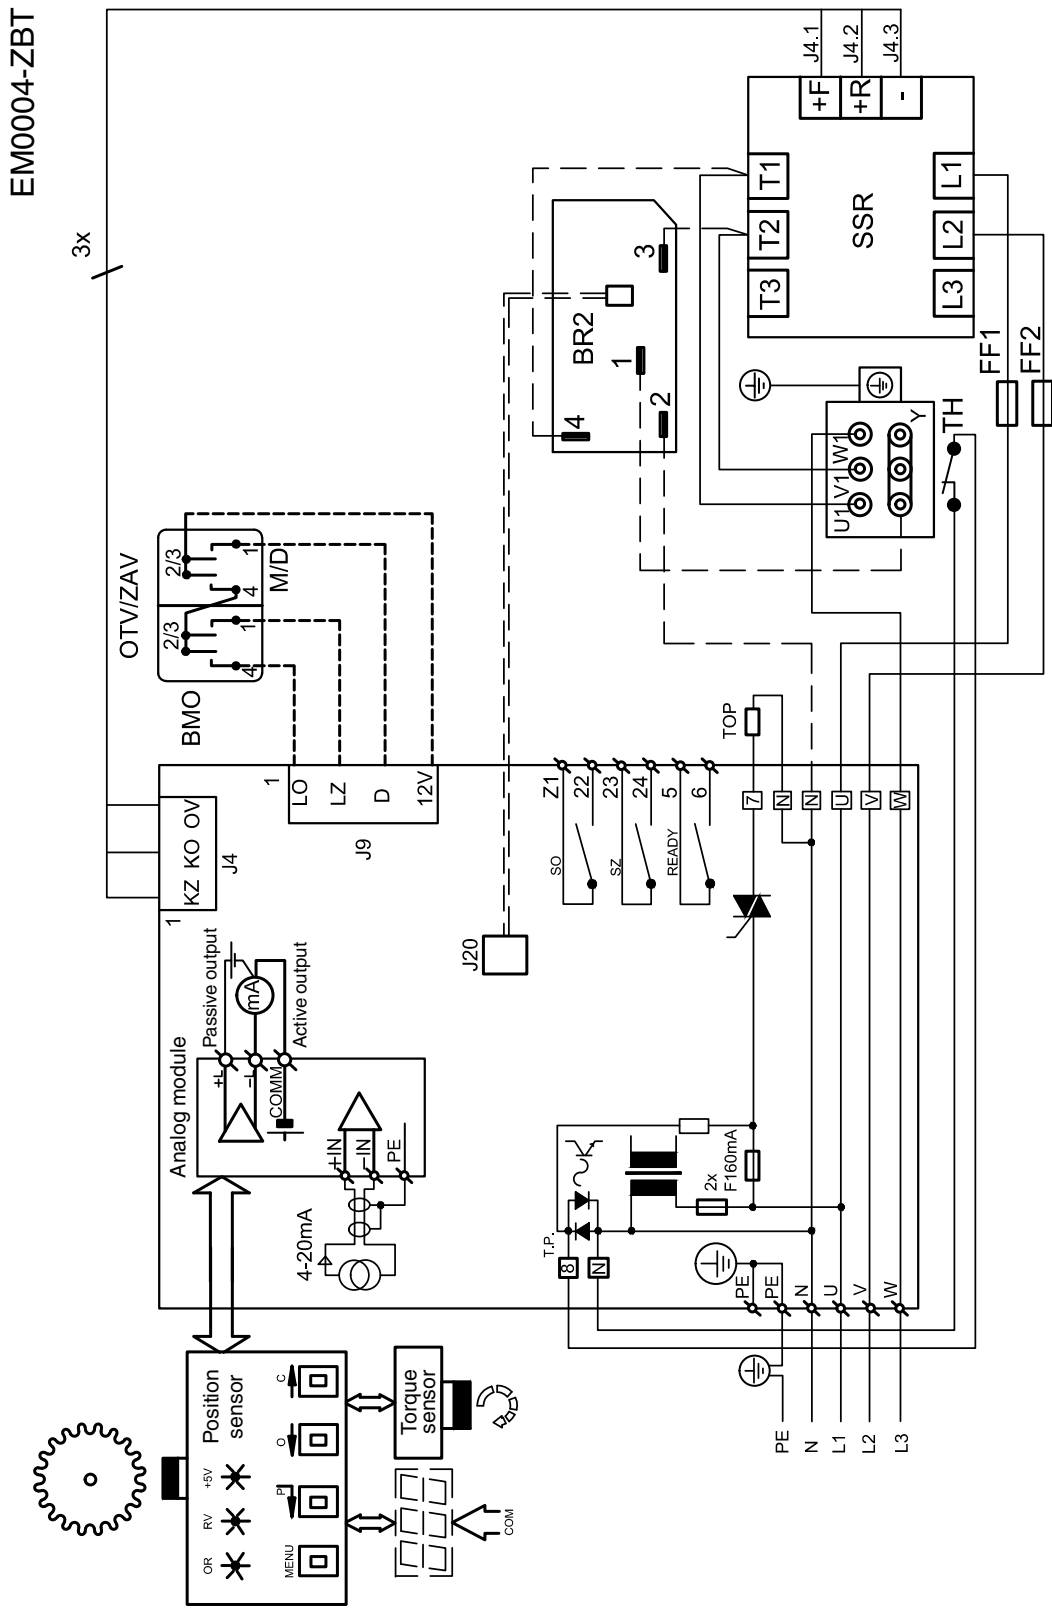 EM0004-ZBT
3x
J4.1
J4.2
J4.3
+F
+R
-
T1
T2
T3
SSR
L1
L2
L3
FF1
FF2
BR2
3
1
2
4
U1 V1 W1
Y
TH
OTV/ZAV
BMO
M/D
2/3
1
4
2/3
1
4
1
KZ KO OV
J4
1
LO
LZ
D
12V
J9
J20
Z1
22
23
24
5
6
SO
SZ
READY
TOP
7
N
N
U
V
W
Analog module
Passive output
Active output
+L
-L
COMM
mA
+IN
-IN
PE
4-20mA
T.P.
8
N
2x
F160mA
PE
PE
N
U
V
W
PE
N
L1
L2
L3
Position
sensor
OR
RV
+5V
MENU
P
O
C
Torque
sensor
COM